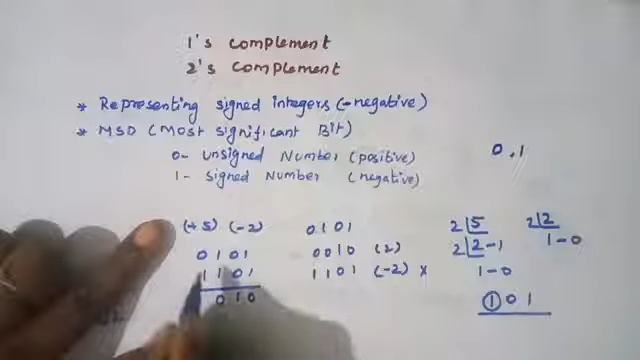 1's complement
2's complement
* Representing signed integers (-negative)
* MSD (Most significant Bit)
0- unsigned Number (positive)
1- signed Number (negative)
0,1
(+5) (-2)
0101
1101
010
0101
0010 (2)
1101 (-2) x
2 5
2 2-1
1-0
101
2 2
1-0